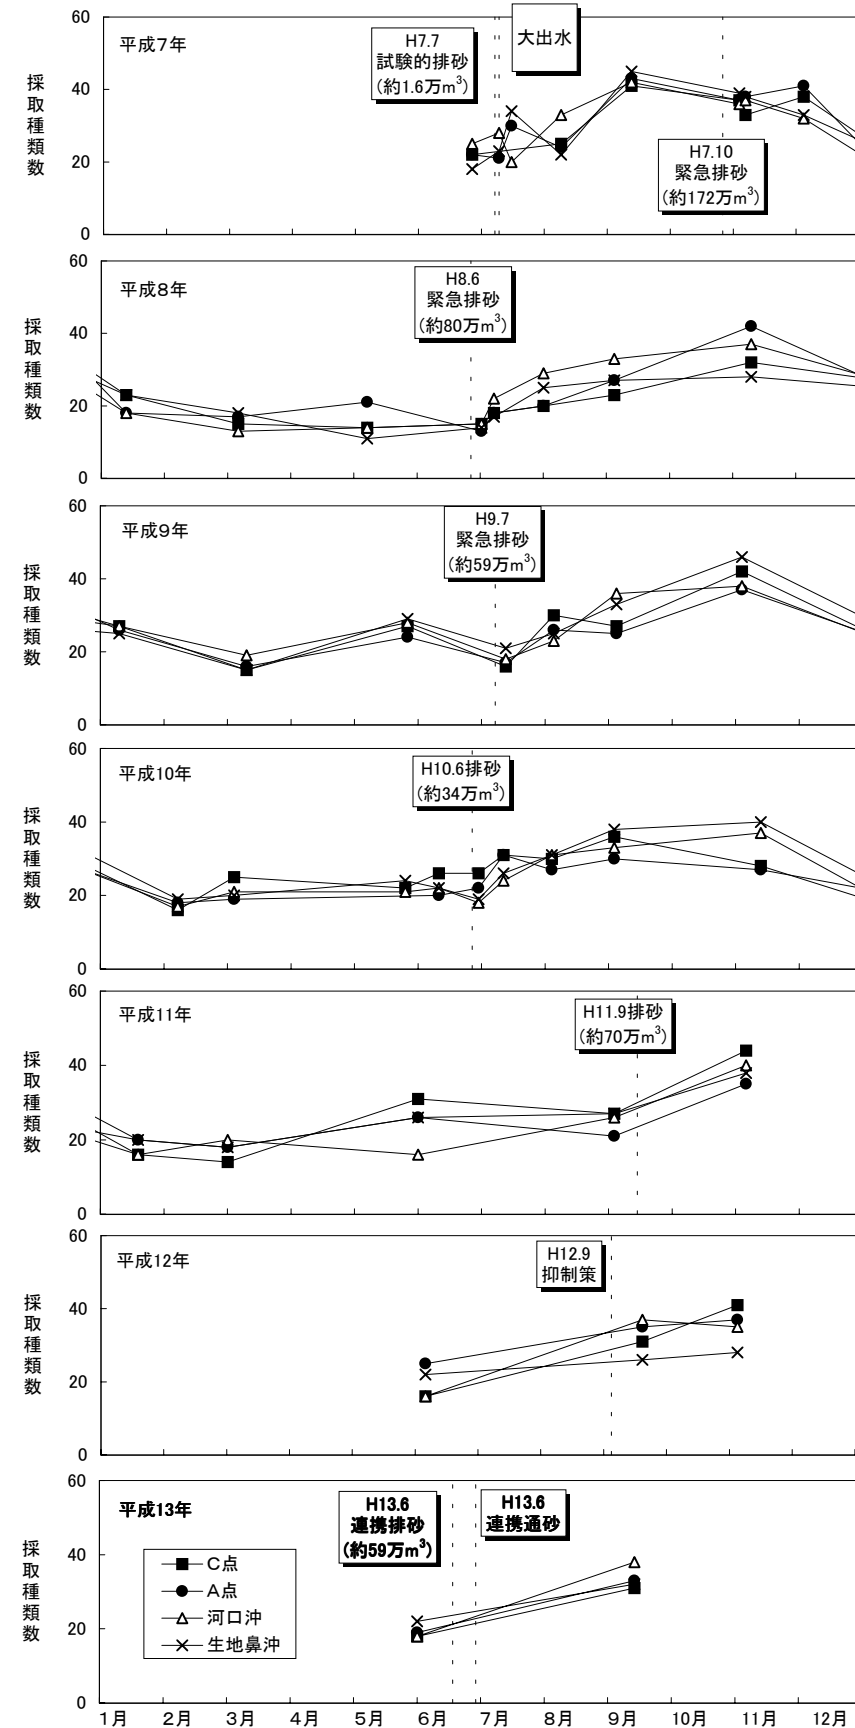 60
平成7年
H7.7
試験的排砂
(約1.6万m³)
大出水
採取種類数
40
20
0
H7.10
緊急排砂
(約172万m³)
60
平成8年
H8.6
緊急排砂
(約80万m³)
採取種類数
40
20
0
60
平成9年
H9.7
緊急排砂
(約59万m³)
採取種類数
40
20
0
60
平成10年
H10.6排砂
(約34万m³)
採取種類数
40
20
0
60
平成11年
H11.9排砂
(約70万m³)
採取種類数
40
20
0
60
平成12年
H12.9
抑制策
採取種類数
40
20
0
60
平成13年
H13.6
連携排砂
(約59万m³)
H13.6
連携通砂
採取種類数
40
20
0
C点
A点
河口沖
生地鼻沖
1月 2月 3月 4月 5月 6月 7月 8月 9月 10月 11月 12月